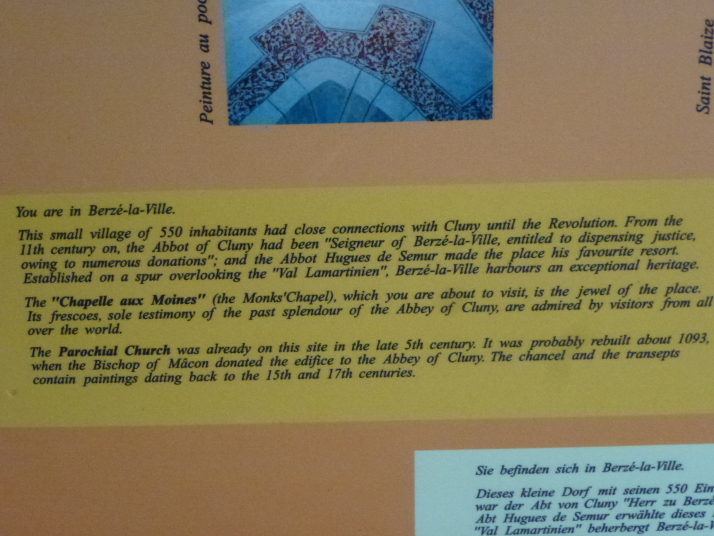 Peinture au
Saint Blaize
You are in Berzé-la-Ville.
This small village of 550 inhabitants had close connections with Cluny until the Revolution. From the
11th century on, the Abbot of Cluny had been "Seigneur of Berzé-la-Ville, entitled to dispensing justice,
owing to numerous donations"; and the Abbot Hugues de Semur made the place his favourite resort.
Established on a spur overlooking the "Val Lamartinien", Berzé-la-Ville harbours an exceptional heritage.
The "Chapelle aux Moines" (the Monks'Chapel), which you are about to visit, is the jewel of the place.
Its frescoes, sole testimony of the past splendour of the Abbey of Cluny, are admired by visitors from all
over the world.
The Parochial Church was already on this site in the late 5th century. It was probably rebuilt about 1093,
when the Bishop of Mâcon donated the edifice to the Abbey of Cluny. The chancel and the transepts
contain paintings dating back to the 15th and 17th centuries.
Sie befinden sich in Berzé-la-Ville.
Dieses kleine Dorf mit seinen 550
war der Abt von Cluny "Herr zu
Abt Hugues de Semur erwählte dieses
"Val Lamartinien" beherbergt